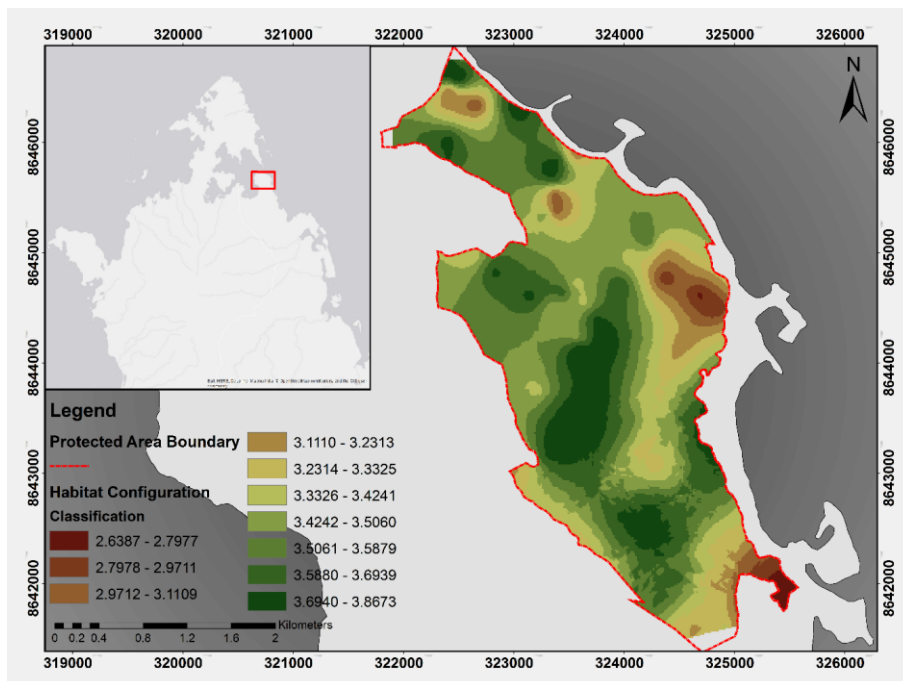 319000 320000 321000 322000 323000 324000 325000 326000
N
8646000 8646000
8645000 8645000
8644000 8644000
8643000 8643000
8642000 8642000
Legend
Protected Area Boundary
Habitat Configuration
Classification
2.6387 - 2.7977
2.7978 - 2.9711
2.9712 - 3.1109
3.1110 - 3.2313
3.2314 - 3.3325
3.3326 - 3.4241
3.4242 - 3.5060
3.5061 - 3.5879
3.5880 - 3.6939
3.6940 - 3.8673
Kilometers
0 0.2 0.4 0.8 1.2 1.6 2
319000 320000 321000 322000 323000 324000 325000 326000